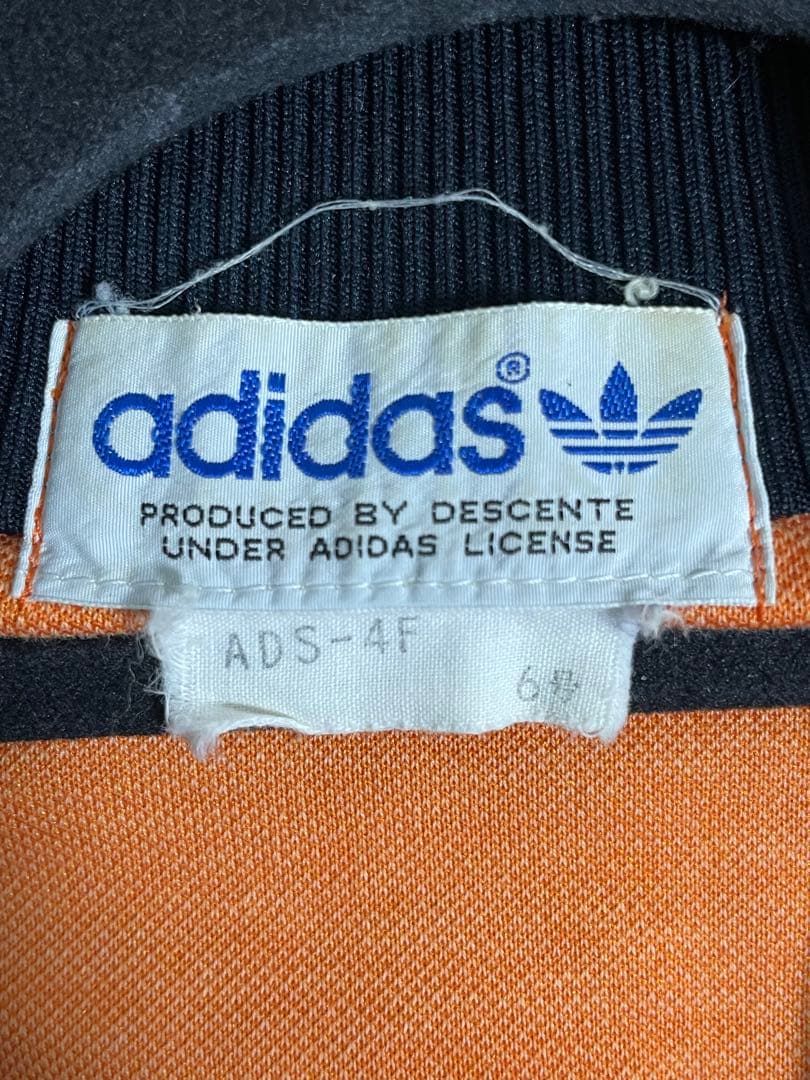 adidas®
PRODUCED BY DESCENTE
UNDER ADIDAS LICENSE
ADS-4F
6号